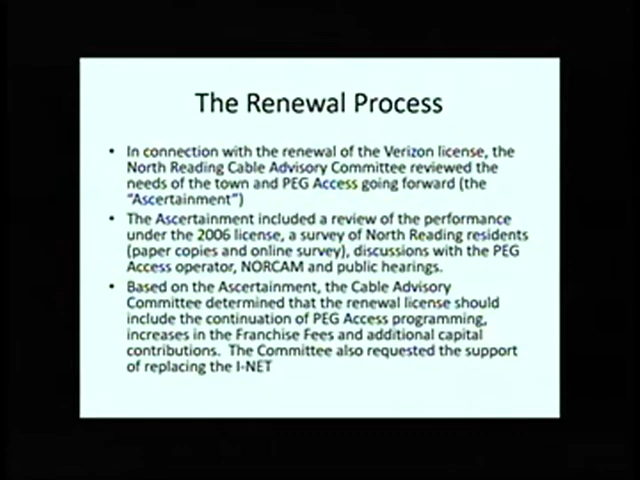 The Renewal Process
• In connection with the renewal of the Verizon license, the
North Reading Cable Advisory Committee reviewed the
needs of the town and PEG Access going forward (the
“Ascertainment”)
• The Ascertainment included a review of the performance
under the 2006 license, a survey of North Reading residents
(paper copies and online survey), discussions with the PEG
Access operator, NORCAM and public hearings.
• Based on the Ascertainment, the Cable Advisory
Committee determined that the renewal license should
include the continuation of PEG Access programming,
increases in the Franchise Fees and additional capital
contributions.  The Committee also requested the support
of replacing the I-NET